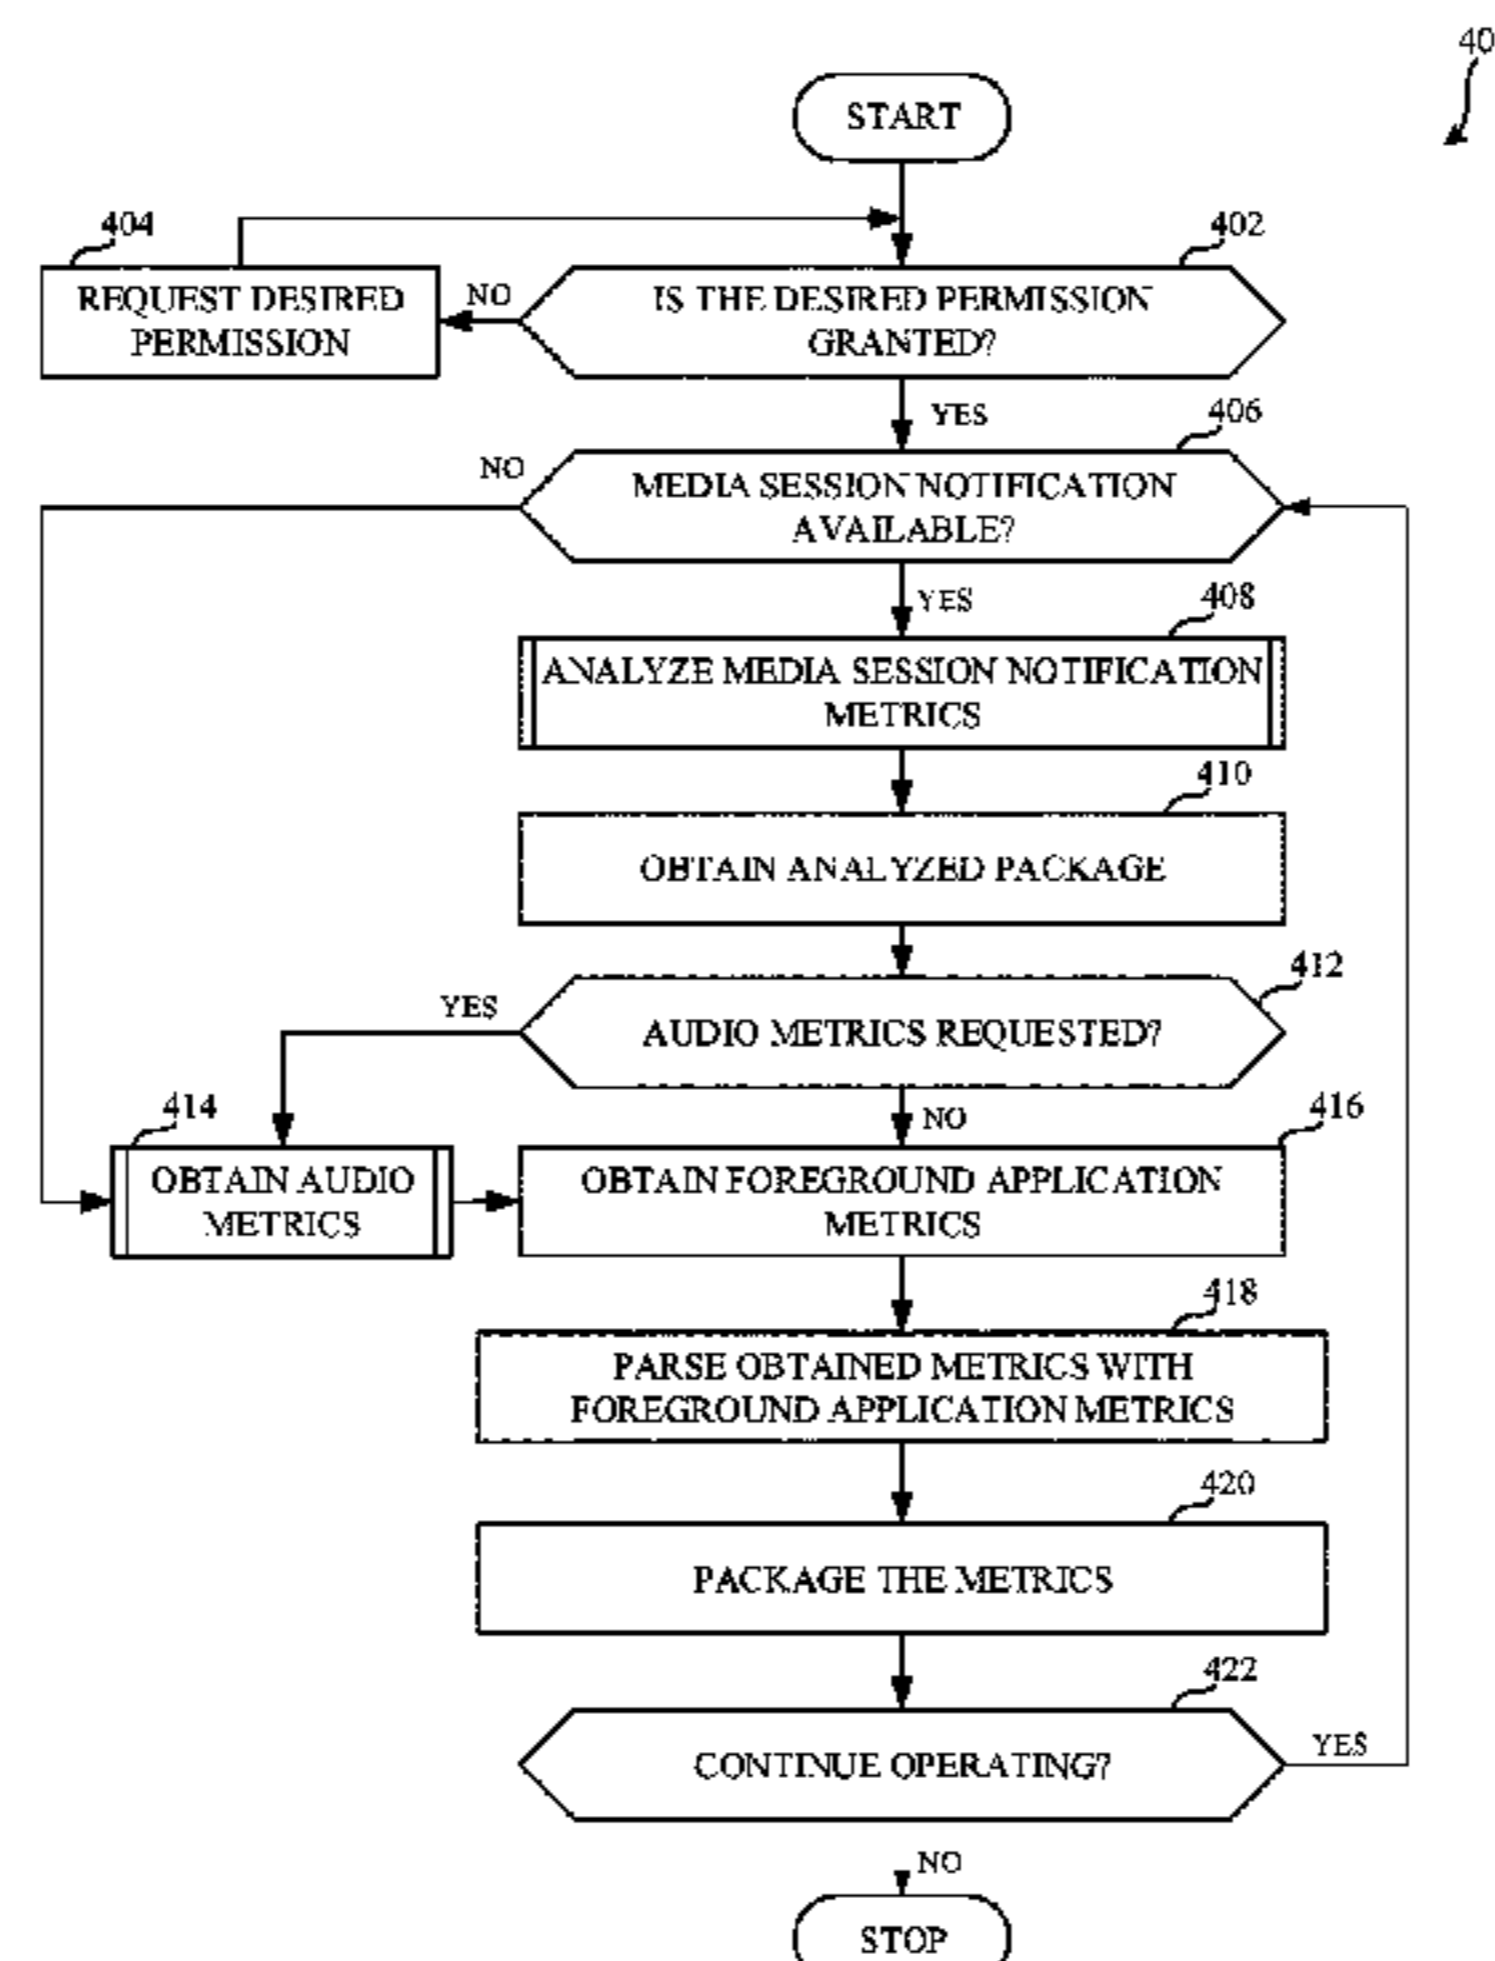 40
START
404
402
REQUEST DESIRED
PERMISSION
NO
IS THE DESIRED PERMISSION
GRANTED?
YES
406
NO
MEDIA SESSION NOTIFICATION
AVAILABLE?
YES
408
ANALYZE MEDIA SESSION NOTIFICATION
METRICS
410
OBTAIN ANALYZED PACKAGE
412
YES
AUDIO METRICS REQUESTED?
414
NO
416
OBTAIN AUDIO
METRICS
OBTAIN FOREGROUND APPLICATION
METRICS
418
PARSE OBTAINED METRICS WITH
FOREGROUND APPLICATION METRICS
420
PACKAGE THE METRICS
422
CONTINUE OPERATING?
YES
NO
STOP